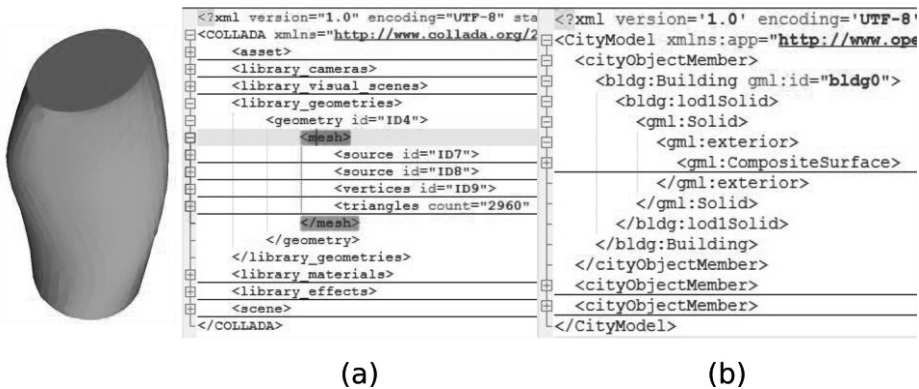 <?xml version="1.0" encoding="UTF-8" sta
<COLLADA xmlns="http://www.collada.org/2
<asset>
<library_cameras>
<library_visual_scenes>
<library_geometries>
<geometry id="ID4">
<mesh>
<source id="ID7">
<source id="ID8">
<vertices id="ID9">
<triangles count="2960"
</mesh>
</geometry>
</library_geometries>
<library_materials>
<library_effects>
<scene>
</COLLADA>
(a)
<?xml version='1.0' encoding='UTF-8'
<CityModel xmlns:app="http://www.ope
<cityObjectMember>
<bldg:Building gml:id="bldg0">
<bldg:lod1Solid>
<gml:Solid>
<gml:exterior>
<gml:CompositeSurface>
</gml:exterior>
</gml:Solid>
</bldg:lod1Solid>
</bldg:Building>
</cityObjectMember>
<cityObjectMember>
<cityObjectMember>
</CityModel>
(b)